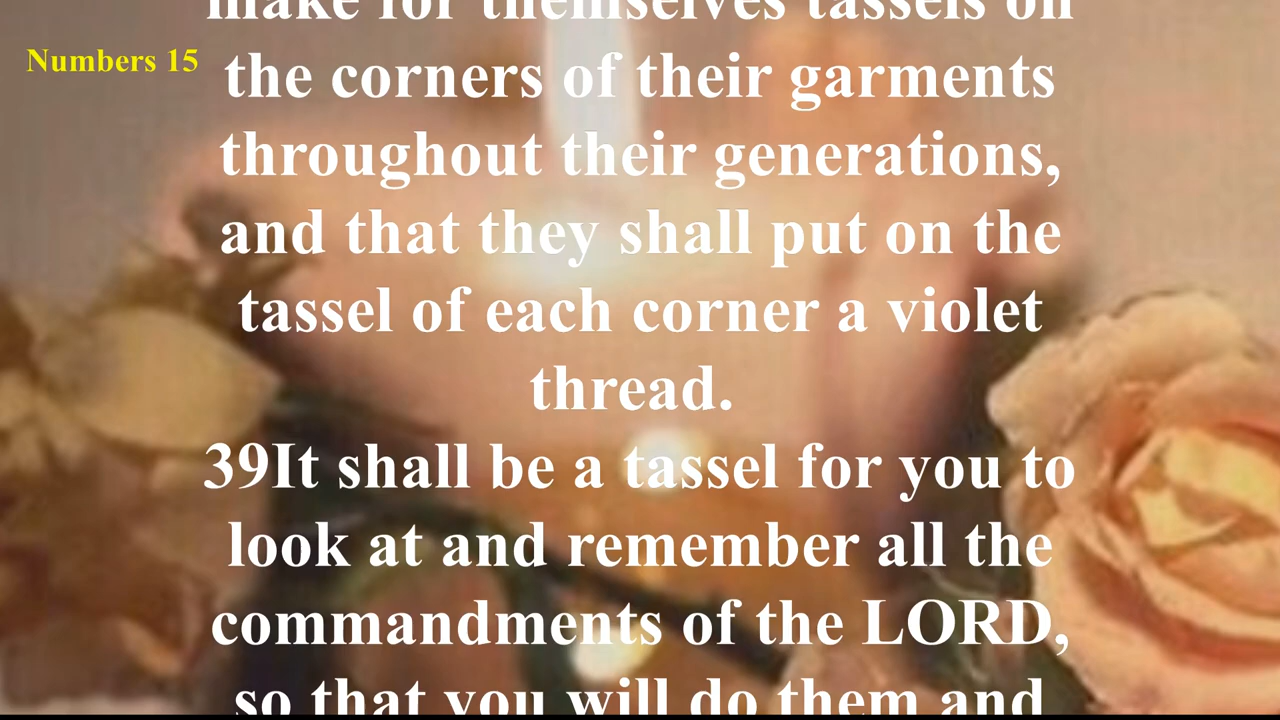 make for themselves tassels on
Numbers 15
the corners of their garments
throughout their generations,
and that they shall put on the
tassel of each corner a violet
thread.
39It shall be a tassel for you to
look at and remember all the
commandments of the LORD,
so that you will do them and